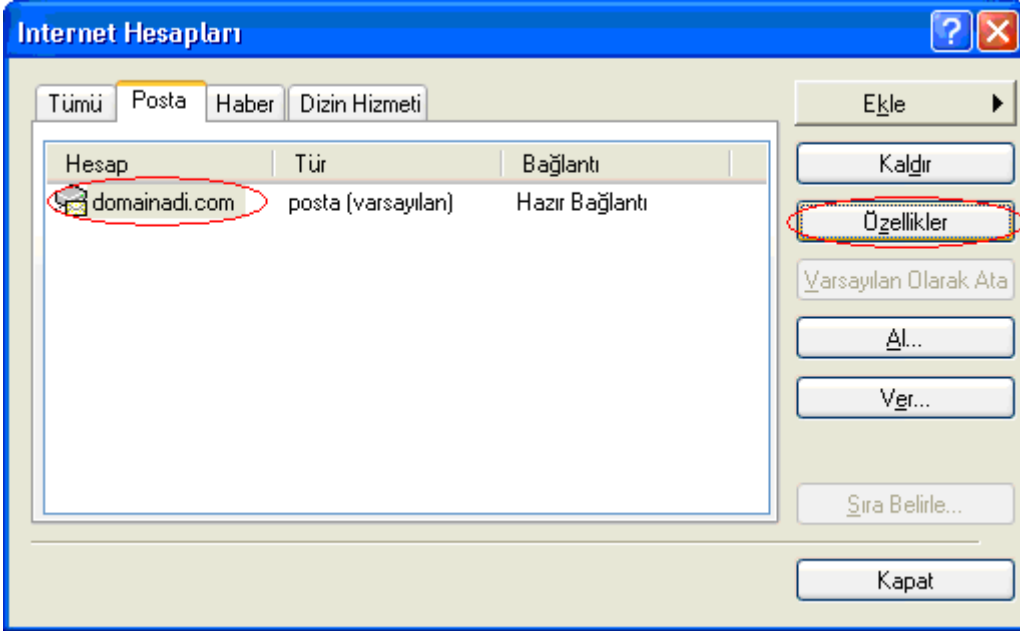 Internet Hesapları
Tümü Posta Haber Dizin Hizmeti
Hesap Tür Bağlantı
domainadi.com posta (varsayılan) Hazır Bağlantı
Ekle
Kaldır
Özellikler
Varsayılan Olarak Ata
Al...
Ver...
Sıra Belirle...
Kapat